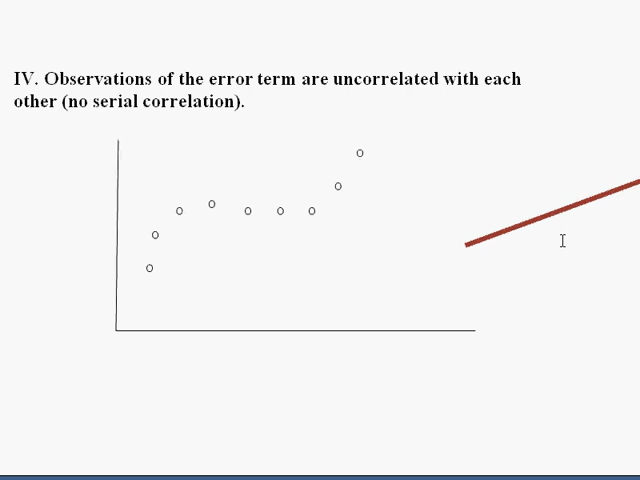 IV. Observations of the error term are uncorrelated with each
other (no serial correlation).